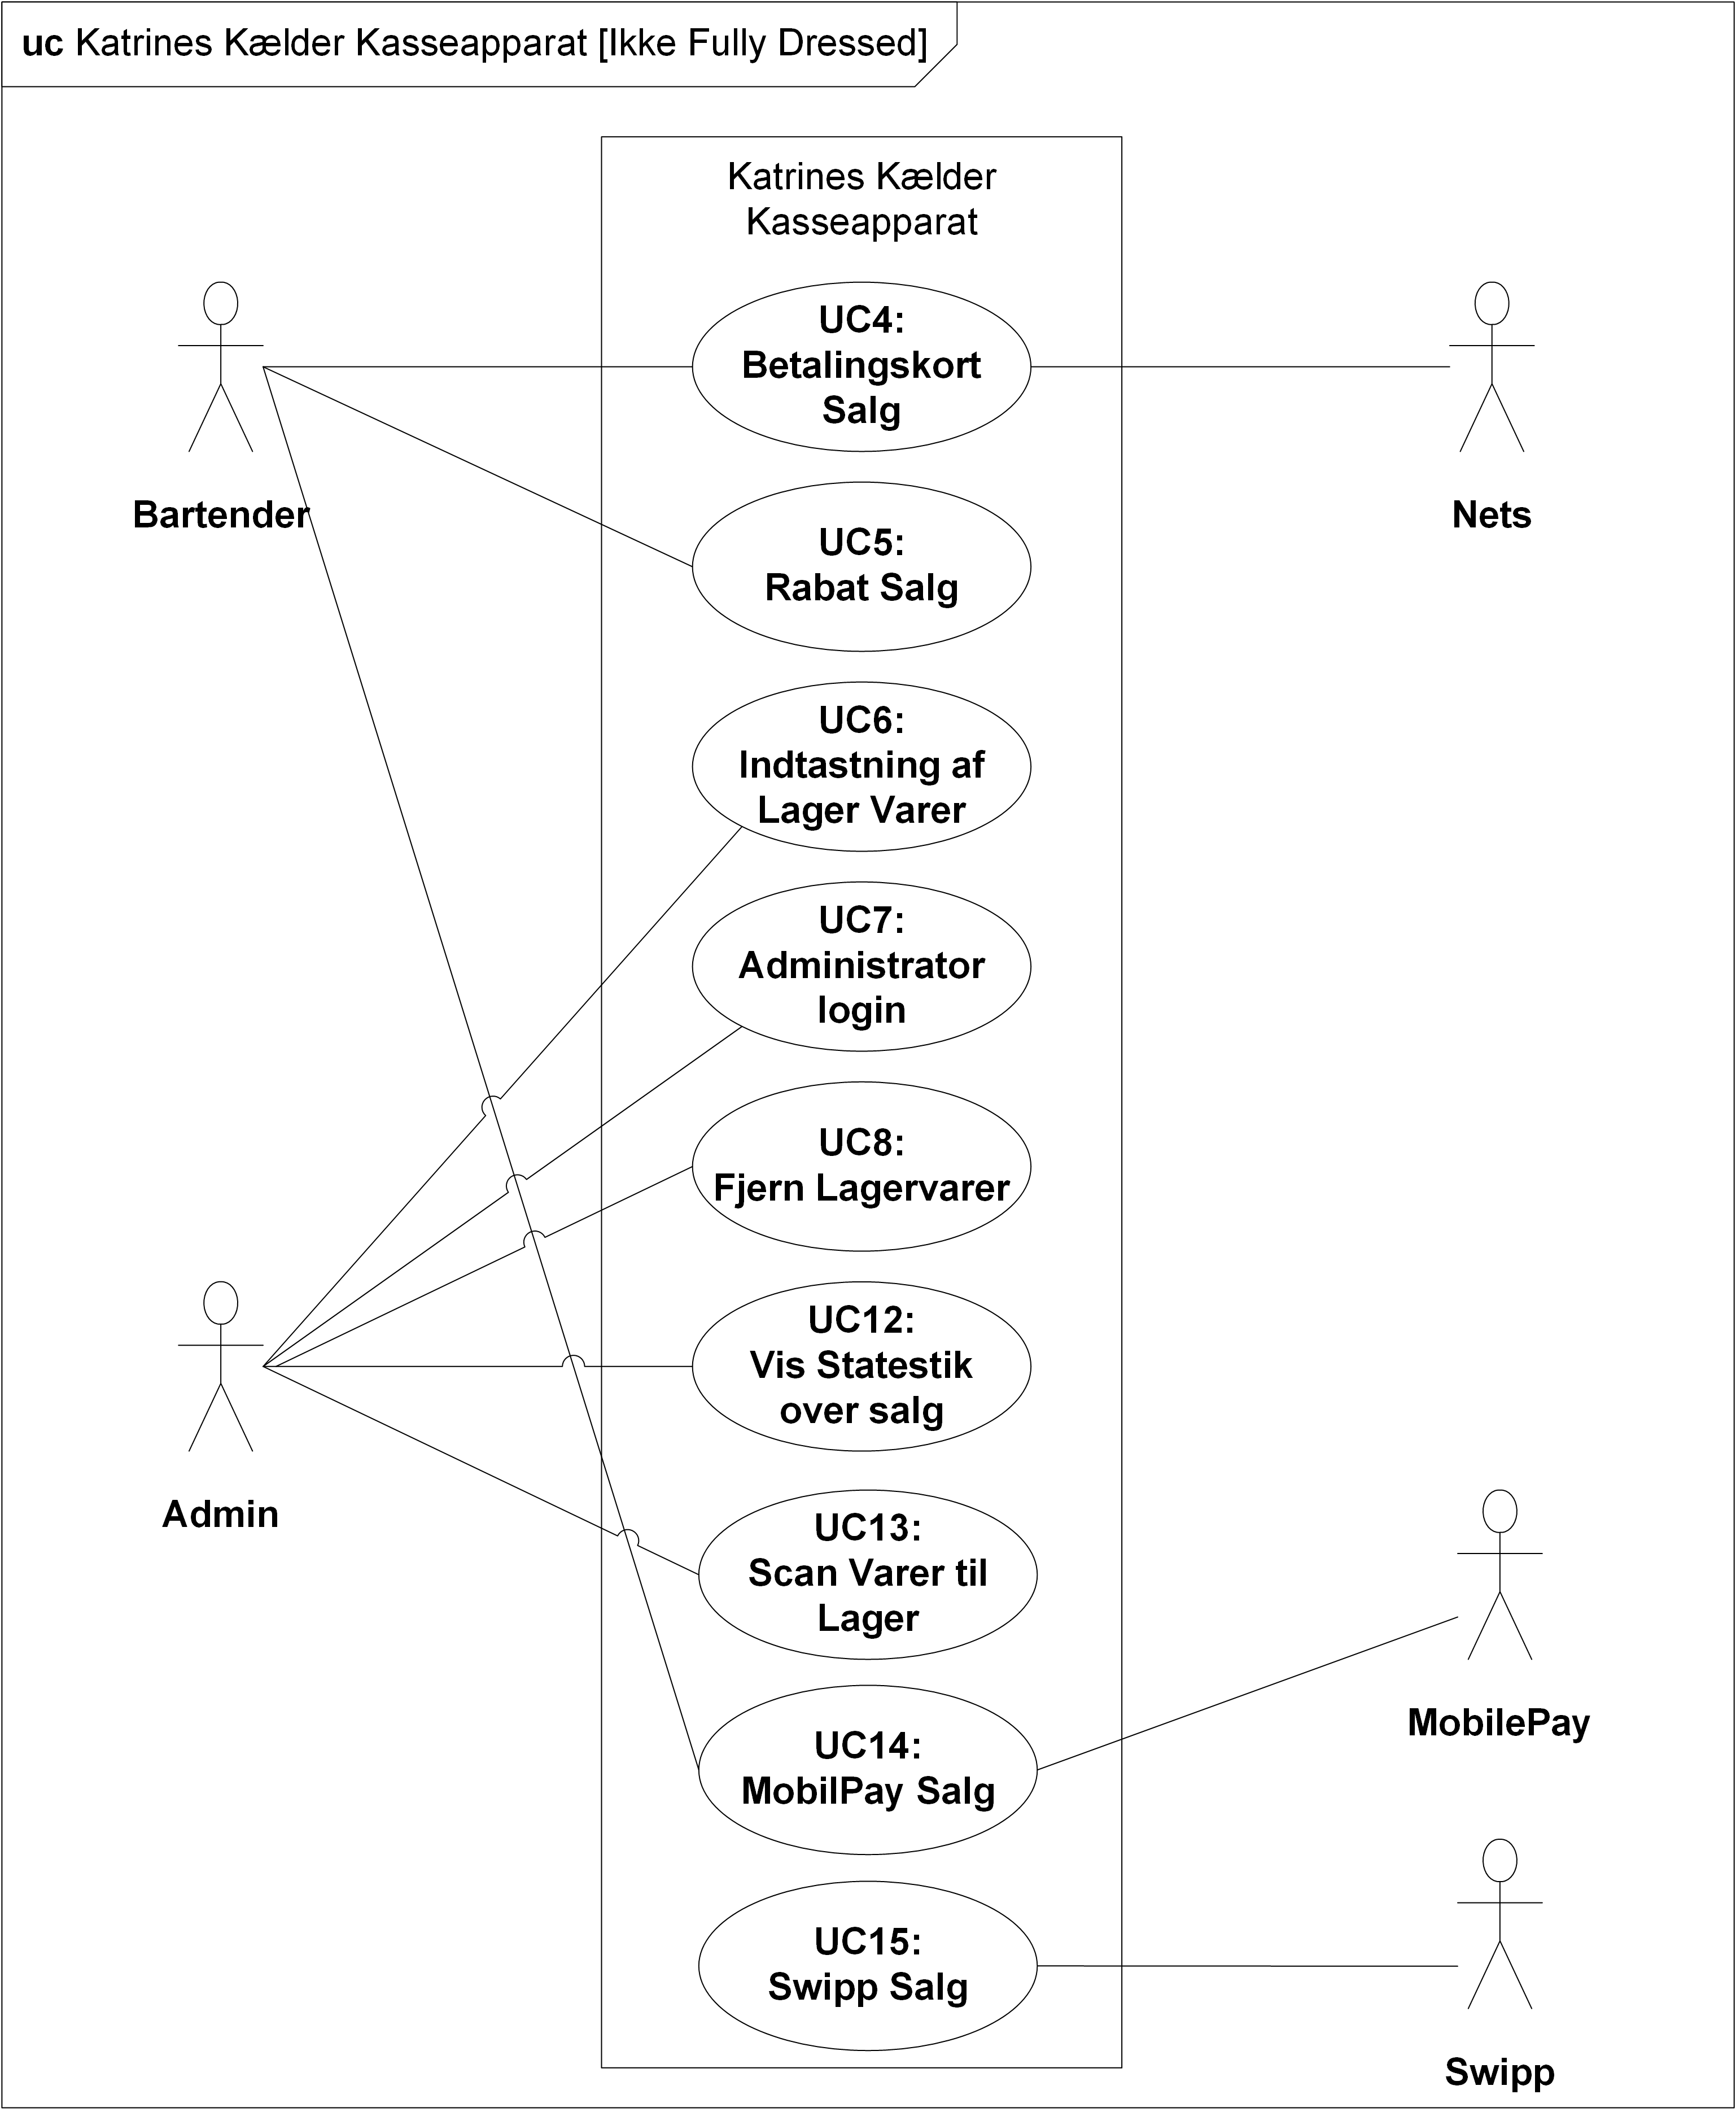 uc Katrines Kælder Kasseapparat [Ikke Fully Dressed]
Katrines Kælder
Kasseapparat
UC4:
Betalingskort
Salg
Bartender
Nets
UC5:
Rabat Salg
UC6:
Indtastning af
Lager Varer
UC7:
Administrator
login
UC8:
Fjern Lagervarer
UC12:
Vis Statestik
over salg
Admin
UC13:
Scan Varer til
Lager
MobilePay
UC14:
MobilPay Salg
UC15:
Swipp Salg
Swipp